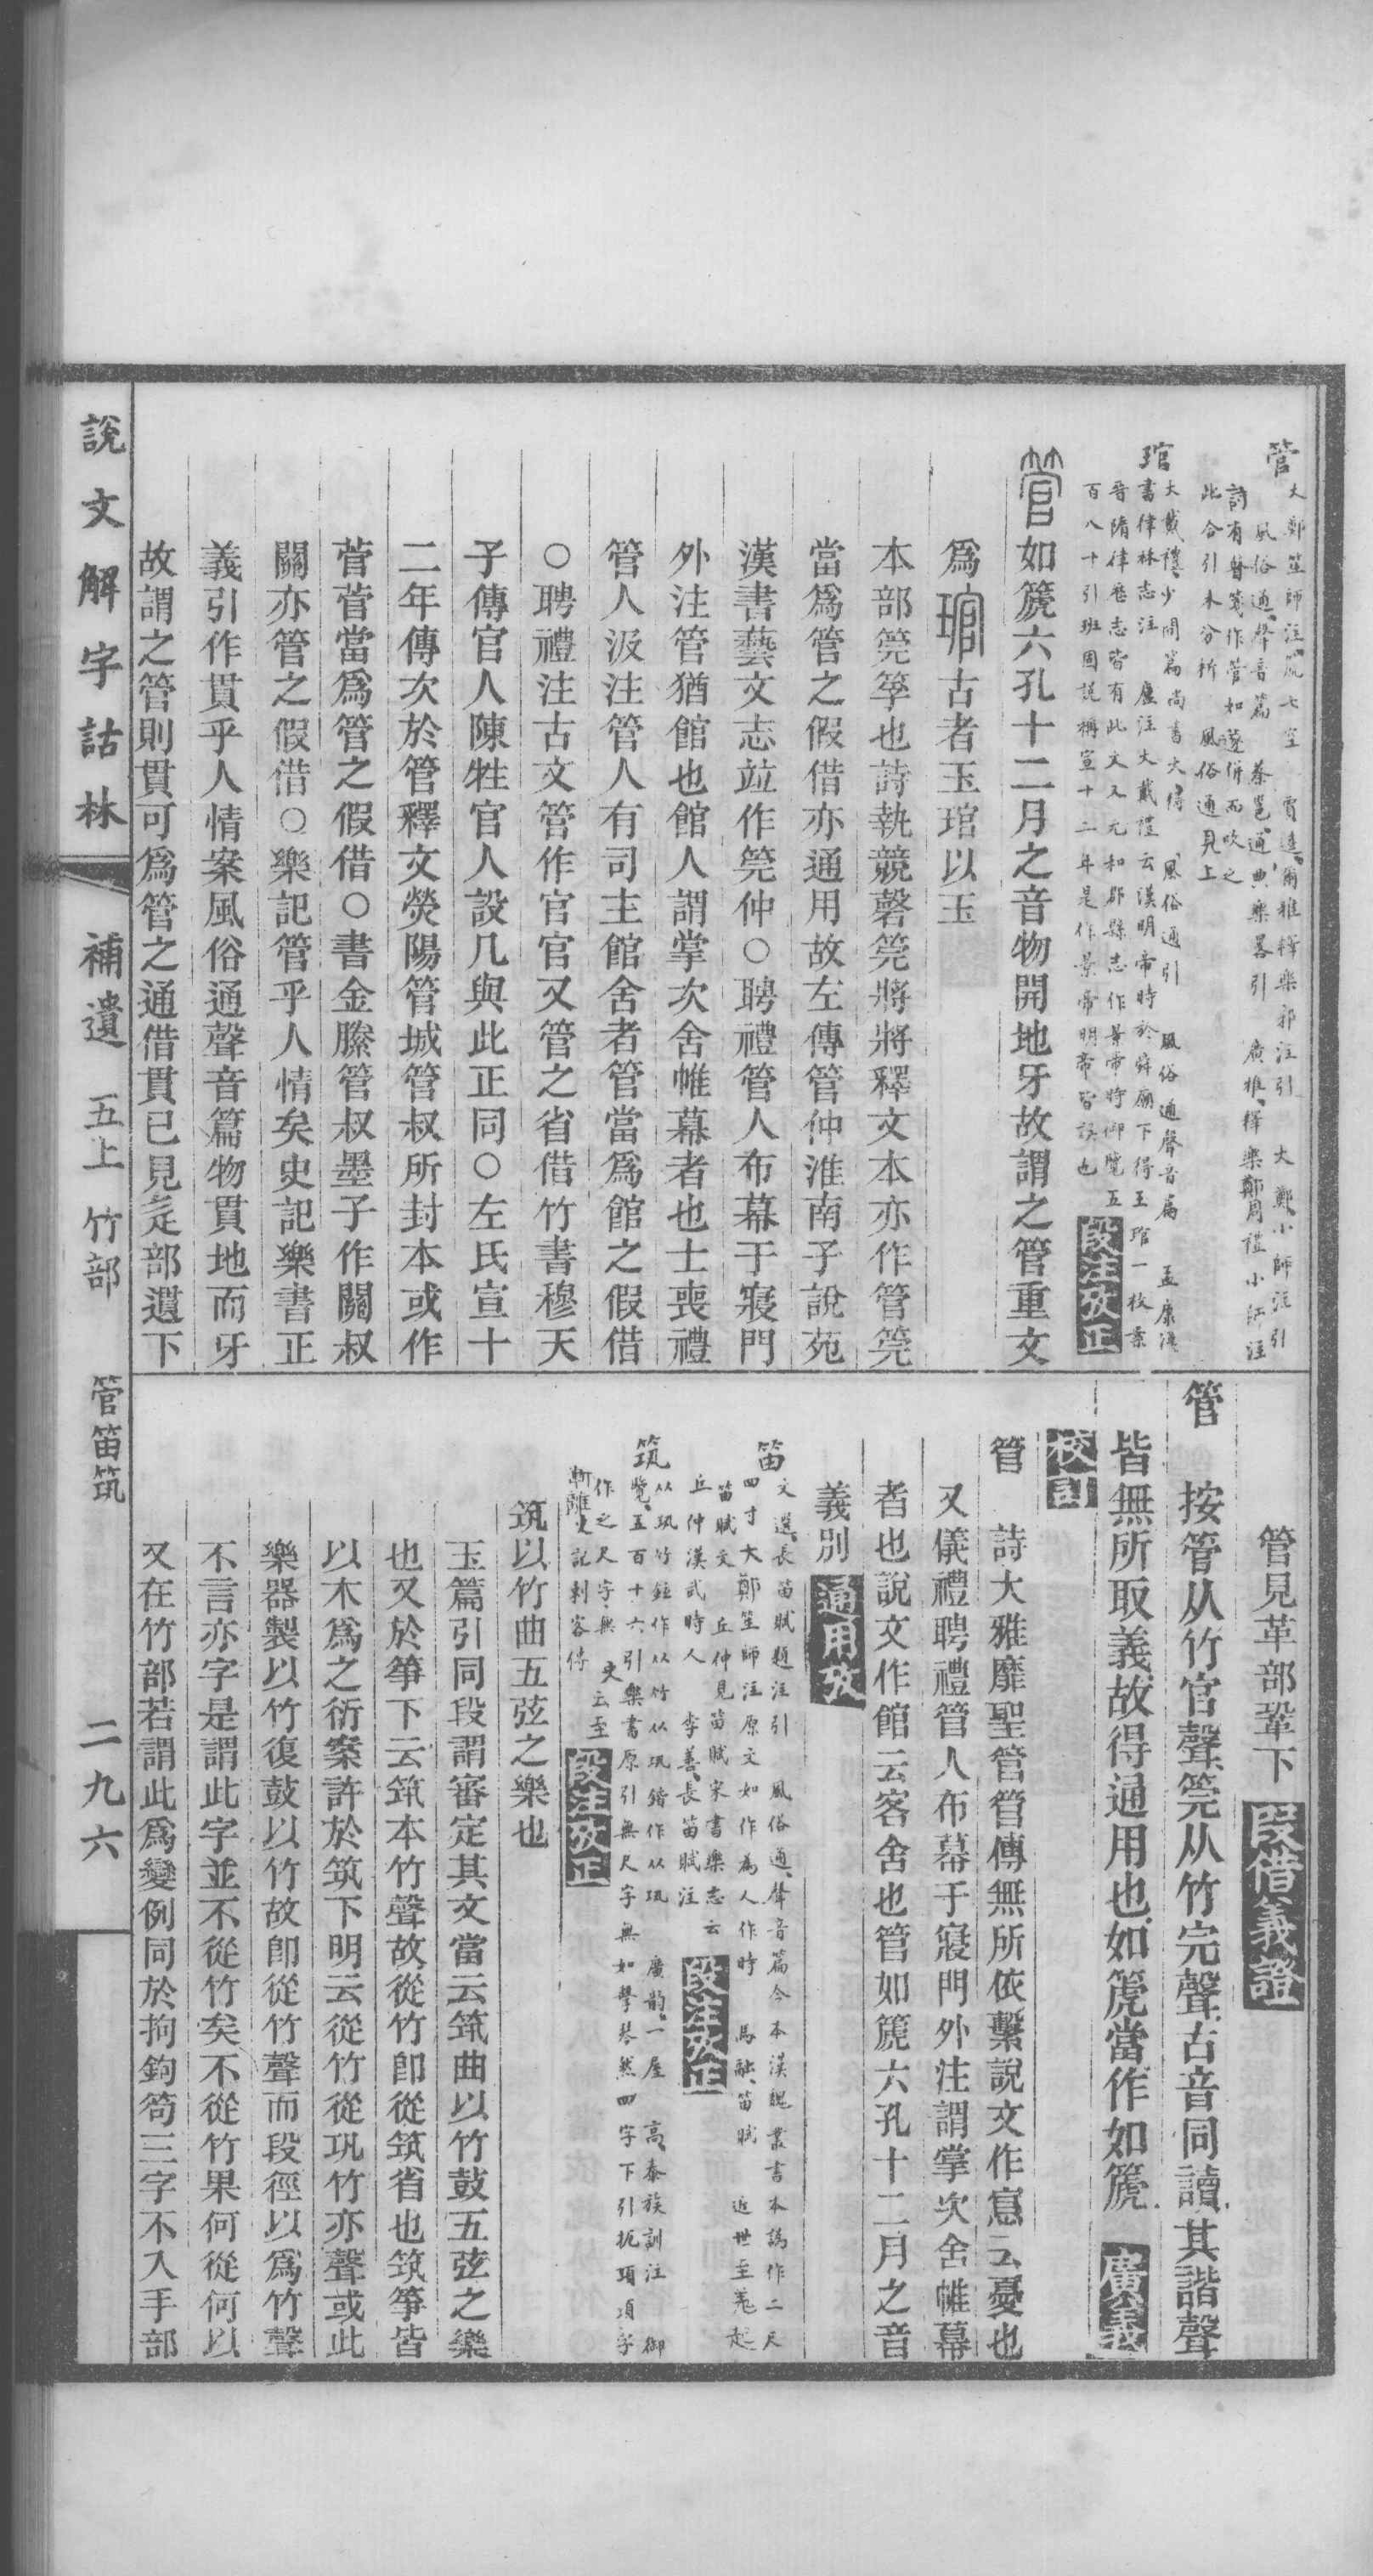 管 大鄭笙師注篪七空 賈逵 爾雅釋樂郭注引 大鄭小師注引
風俗通聲音篇 蔡邕 通典樂畧引 廣雅釋樂鄭周禮小師注
詩有瞽箋作管如篴併而吹之
此合引未分析 風俗通見上
琯 大戴禮少閒篇尚書大傳 風俗通引 風俗通聲音篇 孟康漢
書律林志注 盧注大戴禮云漢明帝時於舜廟下得玉琯一枚案
晉隋律厤志皆有此文又元和郡縣志作景帝時御覽五
百八十引班固說稱宣十二年是作景帝明帝皆誤也 段注攷正
管如篪六孔十二月之音物開地牙故謂之管重文
爲琯古者玉琯以玉
本部筦筟也詩執競磬筦將將釋文本亦作管筦
當爲管之假借亦通用故左傳管仲淮南子說苑
漢書藝文志竝作筦仲○聘禮管人布幕于寢門
外注管猶館也館人謂掌次舍帷幕者也士喪禮
管人汲注管人有司主館舍者管當爲館之假借
○聘禮注古文管作官官又管之省借竹書穆天
子傳官人陳牲官人設几與此正同○左氏宣十
二年傳次於管釋文滎陽管城管叔所封本或作
菅菅當爲管之假借○書金縢管叔墨子作關叔
關亦管之假借○樂記管乎人情矣史記樂書正
義引作貫乎人情案風俗通聲音篇物貫地而牙
故謂之管則貫可爲管之通借貫已見辵部遺下
管見革部鞏下 段借義證
管 按管从竹官聲筦从竹完聲古音同讀其諧聲
皆無所取義故得通用也如篪當作如䶵 廣義
校訂
管 詩大雅靡聖管管傳無所依繫說文作悹云憂也
又儀禮聘禮管人布幕于寢門外注謂掌次舍帷幕
者也說文作館云客舍也管如篪六孔十二月之音
義別 通用攷
笛 文選長笛賦題注引 風俗通聲音篇今本漢魏叢書本譌作二尺
四寸 大鄭笙師注原文如作為人作時 馬融笛賦 近世至羌起
笛賦文 丘仲見笛賦宋書樂志云
丘仲漢武時人 李善長笛賦注 段注攷正
筑 以巩竹鉉作从竹从巩鍇作从巩 廣韵一屋 高泰族訓注 御
覽五百十六引樂書原引無尺字無如擊琴然四字下引扼項項字
作之尺字無 史云至
斬離史記刺客傳 段注攷正
筑以竹曲五弦之樂也
玉篇引同段謂審定其文當云筑曲以竹鼓五弦之樂
也又於箏下云筑本竹聲故從竹卽從筑省也筑箏皆
以木爲之衍案許於筑下明云從竹從巩竹亦聲或此
樂器製以竹復鼓以竹故卽從竹聲而段徑以爲竹聲
不言亦字是謂此字並不從竹矣不從竹果何從何以
又在竹部若謂此爲變例同於拘鉤笱三字不入手部
說文解字詁林 補遺 五上 竹部 管笛筑 二九六